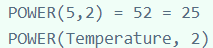 POWER(5,2) = 52 = 25
POWER(Temperature, 2)